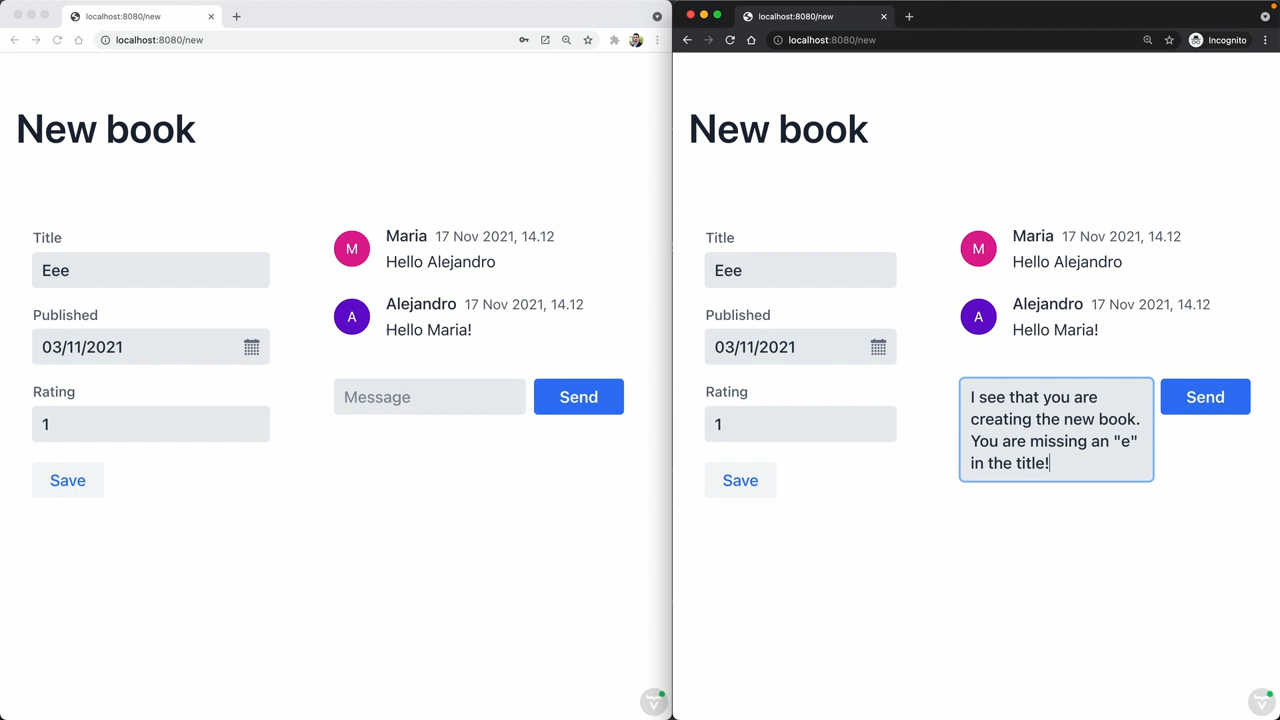 localhost:8080/new
localhost:8080/new
New book
Title
Eee
Published
03/11/2021
Rating
1
Save
M
Maria 17 Nov 2021, 14.12
Hello Alejandro
A
Alejandro 17 Nov 2021, 14.12
Hello Maria!
Message
Send
localhost:8080/new
localhost:8080/new
Incognito
New book
Title
Eee
Published
03/11/2021
Rating
1
Save
M
Maria 17 Nov 2021, 14.12
Hello Alejandro
A
Alejandro 17 Nov 2021, 14.12
Hello Maria!
I see that you are
creating the new book.
You are missing an "e"
in the title!
Send